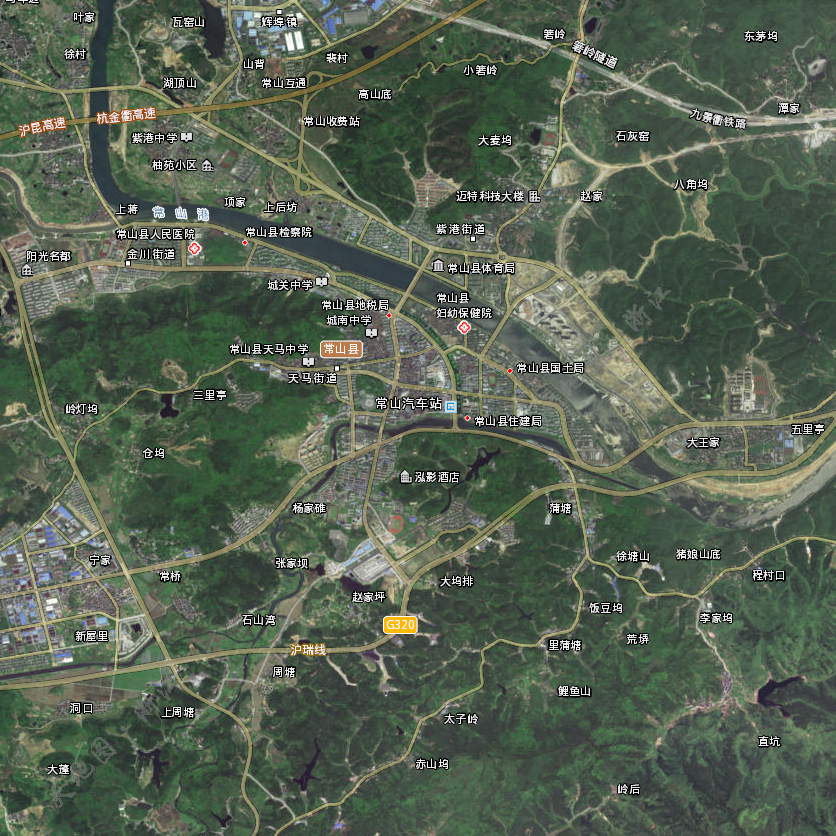 叶家
瓦窑山
辉埠镇
徐村
山背
裴村
箬岭
箬岭隧道
东茅坞
湖顶山
常山互通
高山底
小箬岭
沪昆高速
杭金衢高速
常山收费站
九景衢铁路
潭家
紫港中学
大麦坞
石灰窑
柚苑小区
八角坞
迈特科技大楼
赵家
上蒋
常山港
项家
上后坊
常山县人民医院
常山县检察院
紫港街道
阳光名都
金川街道
常山县体育局
城关中学
常山县地税局
常山县
妇幼保健院
城南中学
常山县天马中学
常山县
天马街道
常山县国土局
三里亭
岭灯坞
常山汽车站
常山县住建局
五里亭
大王家
仓坞
泓影酒店
杨家碓
蒲塘
宁家
常桥
张家坝
徐塘山
猪娘山底
程村口
大坞排
赵家坪
饭豆坞
石山湾
李家坞
G320
新屋里
荒塀
沪瑞线
里蒲塘
周塘
鲤鱼山
洞口
上周塘
太子岭
直坑
大蓬
赤山坞
岭后